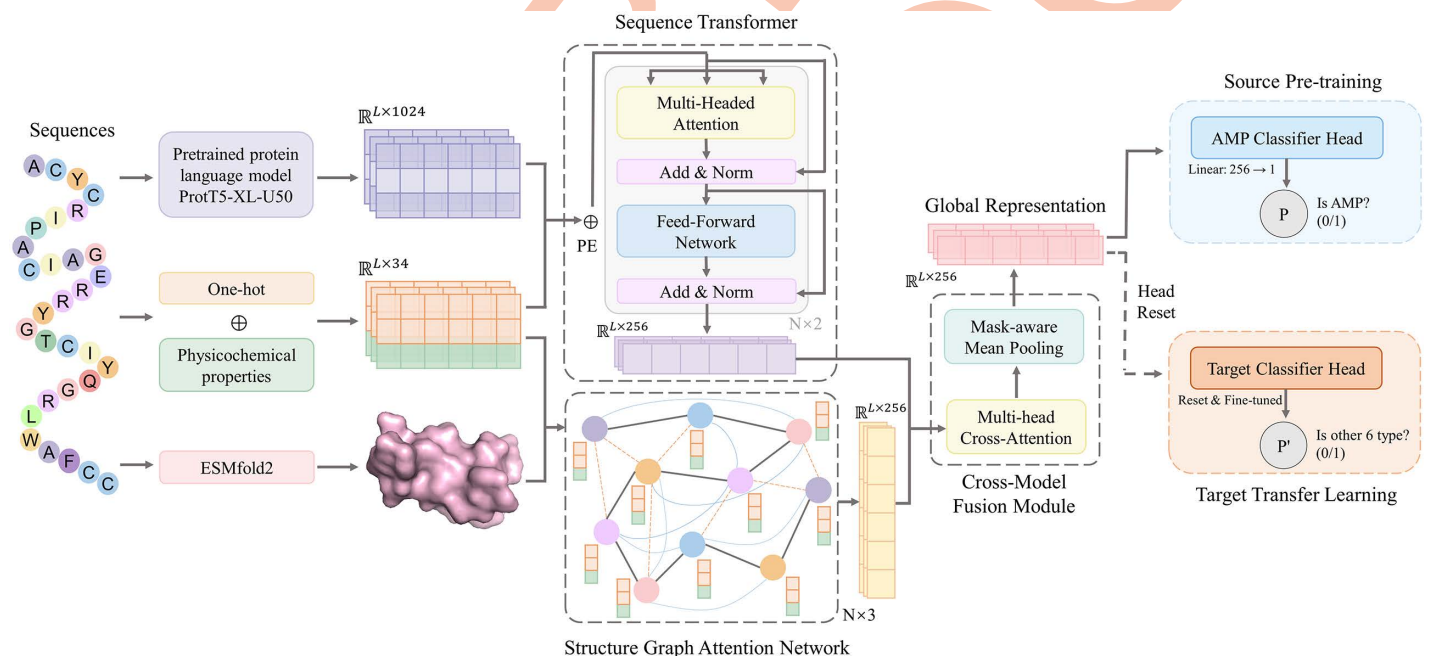 Sequence Transformer
Sequences
A
C
Y
C
R
I
P
A
C
I
A
G
E
R
R
Y
G
T
C
I
Y
Q
G
R
L
W
A
F
C
C
Pretrained protein
language model
ProtT5-XL-U50
ℝ^{L×1024}
One-hot
⊕
Physicochemical
properties
ℝ^{L×34}
ESMfold2
⊕
PE
Multi-Headed
Attention
Add & Norm
Feed-Forward
Network
Add & Norm
N×2
ℝ^{L×256}
N×3
Structure Graph Attention Network
ℝ^{L×256}
Global Representation
ℝ^{L×256}
Mask-aware
Mean Pooling
Multi-head
Cross-Attention
Cross-Model
Fusion Module
Head
Reset
Source Pre-training
AMP Classifier Head
Linear: 256 → 1
P
Is AMP?
(0/1)
Target Classifier Head
Reset & Fine-tuned
P'
Is other 6 type?
(0/1)
Target Transfer Learning